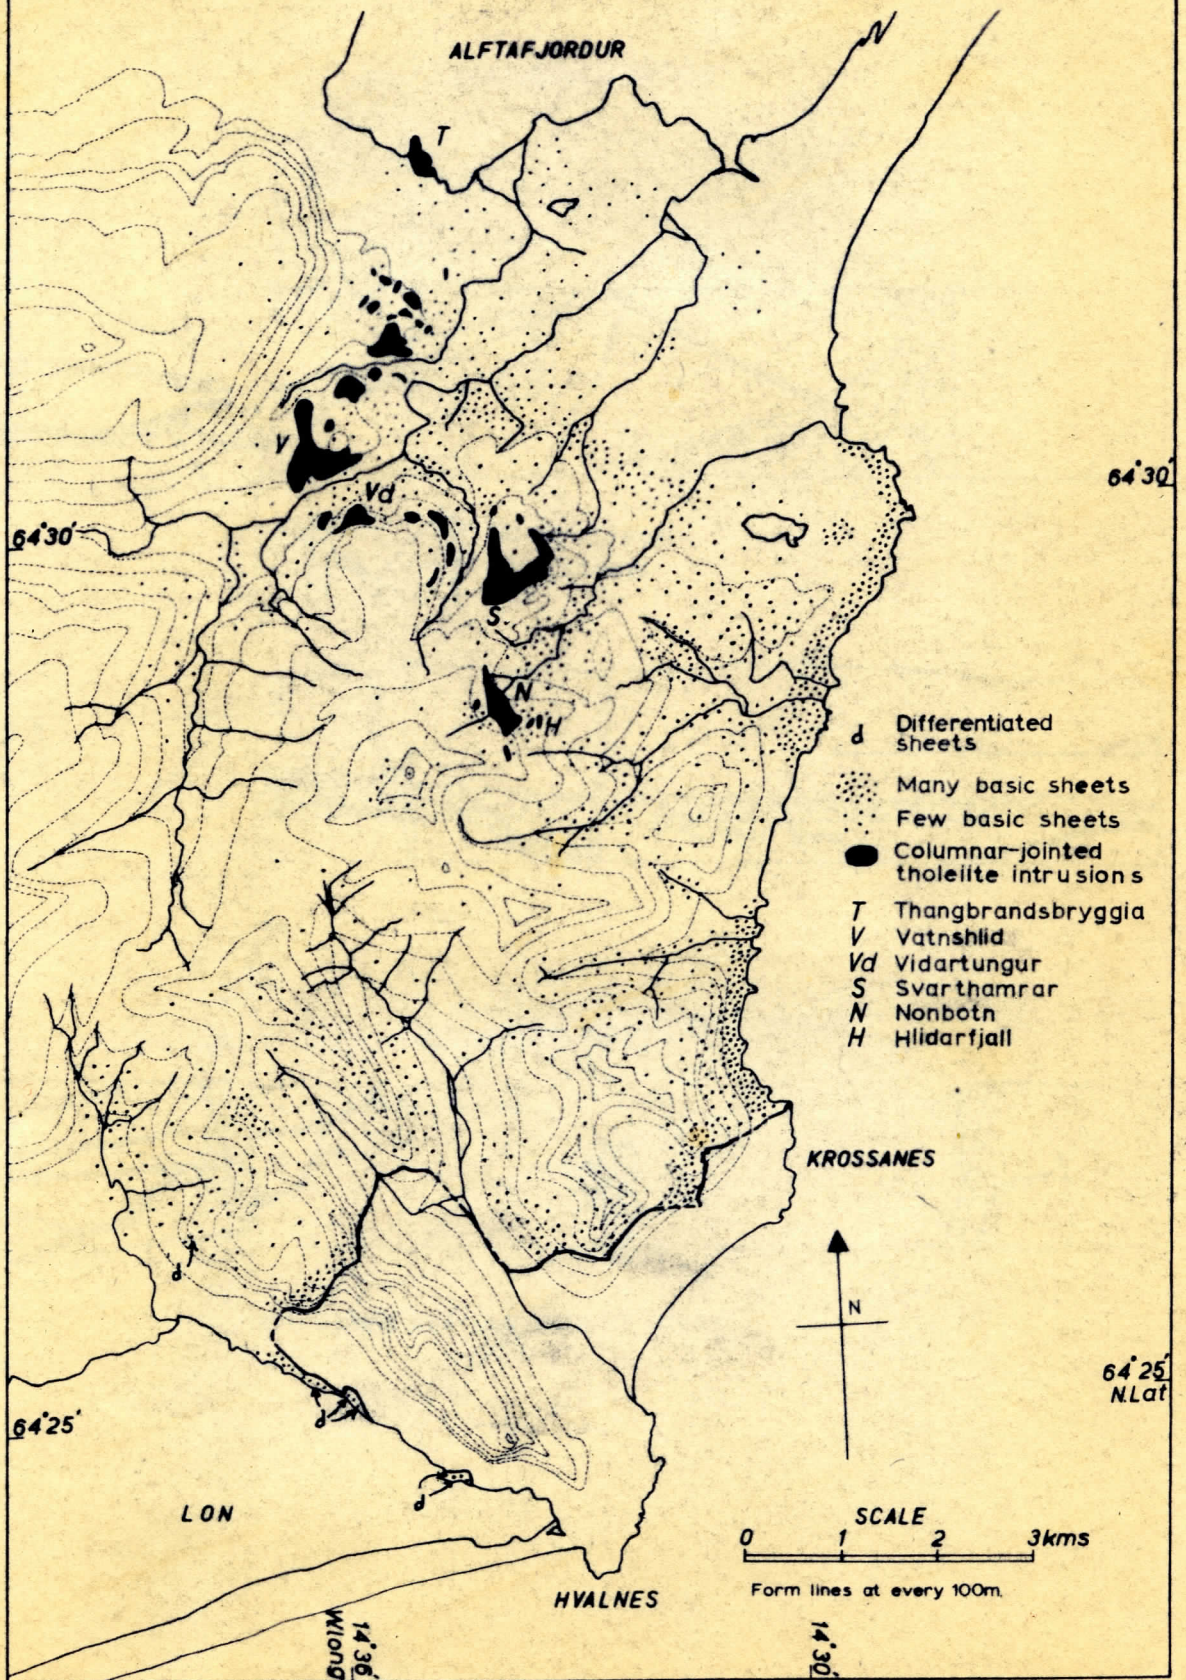 ALFTAFJORDUR
T
V
Vd
64°30'
64°30'
S
N
H
d Differentiated
sheets
Many basic sheets
Few basic sheets
Columnar-jointed
tholeiite intrusions
T Thangbrandsbryggia
V Vatnshlid
Vd Vidartungur
S Svarthamrar
N Nonbotn
H Hlidarfjall
KROSSANES
d
N
64°25'
N.Lat
d
64°25'
d
LON
SCALE
0 1 2 3kms
Form lines at every 100m.
HVALNES
14°36'
Wlong
14°30'